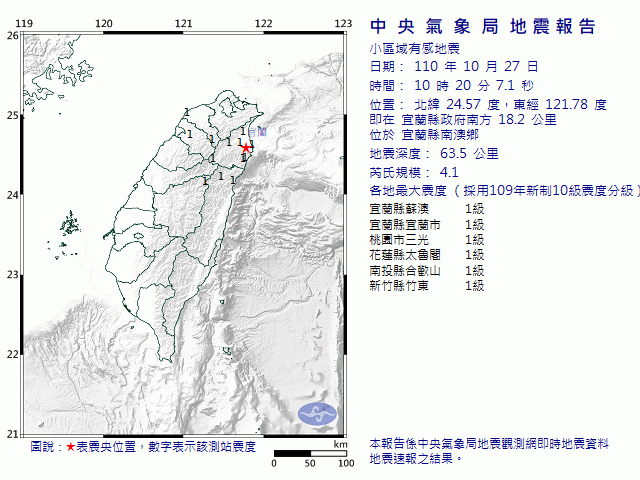 中央氣象局地震報告
小區域有感地震
日期： 110 年 10 月 27 日
時間： 10 時 20 分 7.1 秒
位置： 北緯 24.57 度，東經 121.78 度
即在 宜蘭縣政府南方 18.2 公里
位於 宜蘭縣南澳鄉
地震深度： 63.5 公里
芮氏規模： 4.1
各地最大震度（採用109年新制10級震度分級）
宜蘭縣蘇澳 1級
宜蘭縣宜蘭市 1級
桃園市三光 1級
花蓮縣太魯閣 1級
南投縣合歡山 1級
新竹縣竹東 1級
本報告係中央氣象局地震觀測網即時地震資料
地震速報之結果。
119 120 121 122 123
26
25
24
23
22
21
1
1
1
1
1
1
1
1
1
1
1
1
宜蘭
圖說：★表震央位置，數字表示該測站震度
km
0 50 100